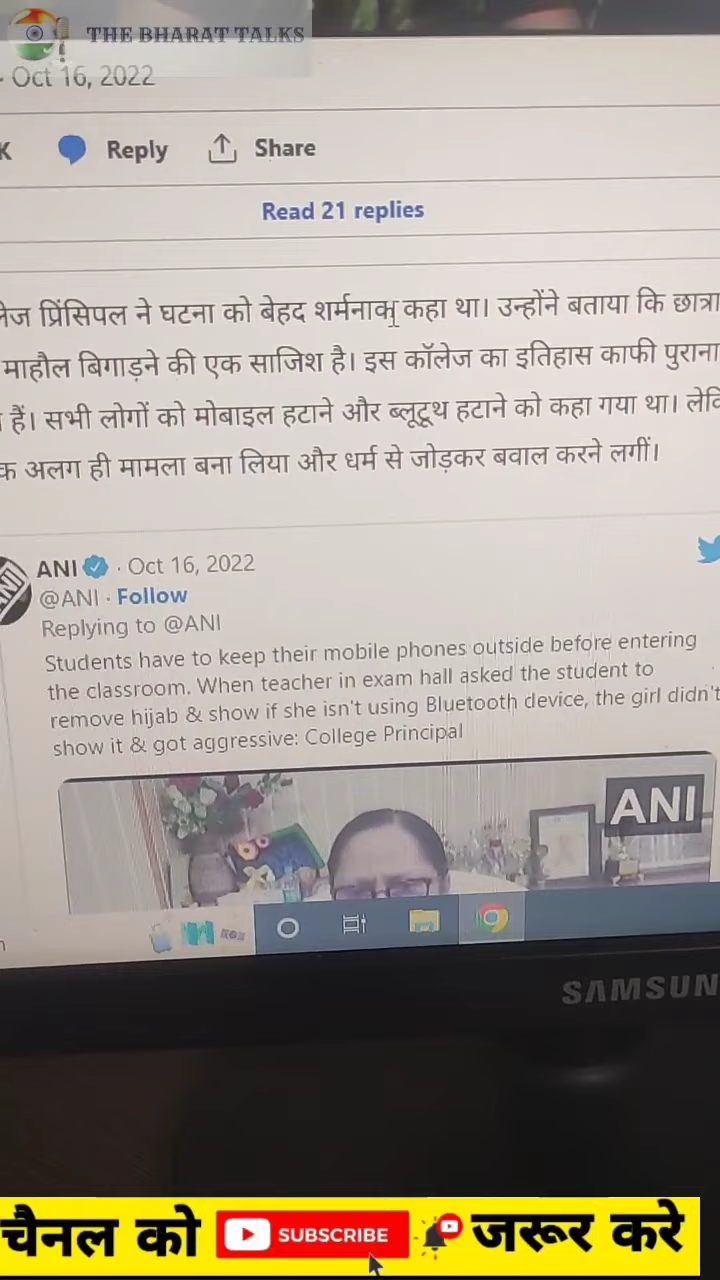 THE BHARAT TALKS
· Oct 16, 2022
Reply Share
Read 21 replies
प्रिंसिपल ने घटना को बेहद शर्मनाक कहा था। उन्होंने बताया कि छात्रा
माहौल बिगाड़ने की एक साजिश है। इस कॉलेज का इतिहास काफी पुराना
हैं। सभी लोगों को मोबाइल हटाने और ब्लूटूथ हटाने को कहा गया था।
अलग ही मामला बना लिया और धर्म से जोड़कर बवाल करने लगीं।
ANI · Oct 16, 2022
@ANI · Follow
Replying to @ANI
Students have to keep their mobile phones outside before entering
the classroom. When teacher in exam hall asked the student to
remove hijab & show if she isn't using Bluetooth device, the girl didn't
show it & got aggressive: College Principal
ANI
SAMSUN
चैनल को SUBSCRIBE जरूर करे